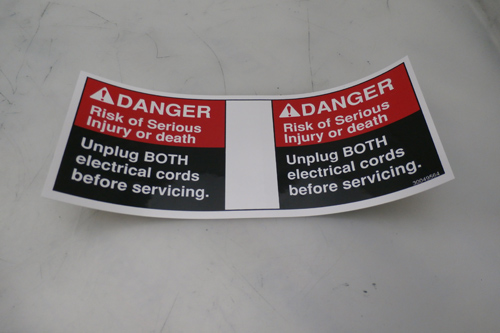 DANGER
Risk of Serious
Injury or death
Unplug BOTH
electrical cords
before servicing.
DANGER
Risk of Serious
Injury or death
Unplug BOTH
electrical cords
before servicing.